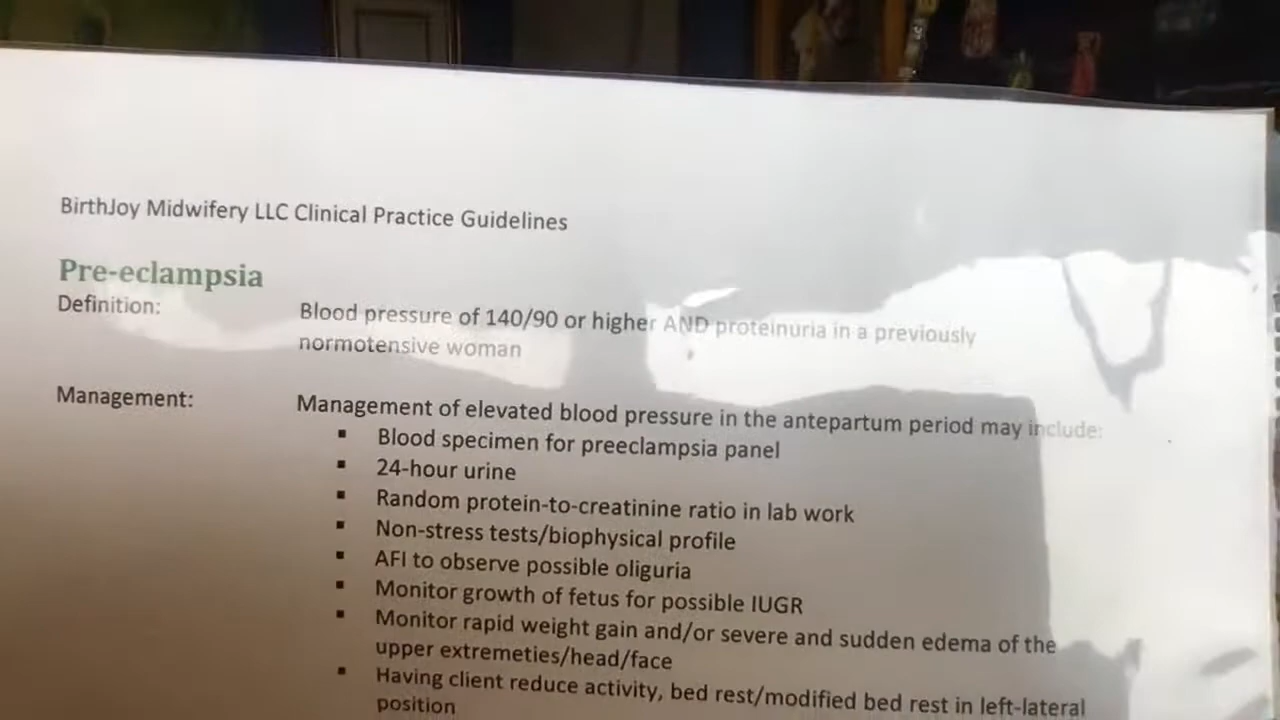 BirthJoy Midwifery LLC Clinical Practice Guidelines
Pre-eclampsia
Definition: Blood pressure of 140/90 or higher AND proteinuria in a previously
normotensive woman
Management: Management of elevated blood pressure in the antepartum period may include:
▪ Blood specimen for preeclampsia panel
▪ 24-hour urine
▪ Random protein-to-creatinine ratio in lab work
▪ Non-stress tests/biophysical profile
▪ AFI to observe possible oliguria
▪ Monitor growth of fetus for possible IUGR
▪ Monitor rapid weight gain and/or severe and sudden edema of the
upper extremeties/head/face
▪ Having client reduce activity, bed rest/modified bed rest in left-lateral
position